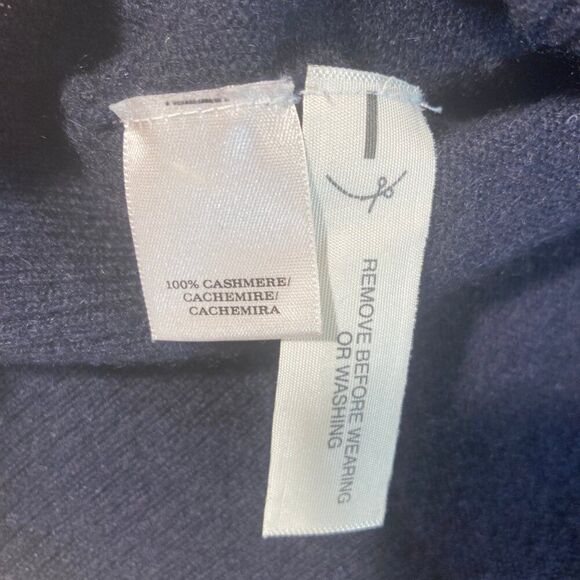 100% CASHMERE/
CACHEMIRE/
CACHEMIRA
REMOVE BEFORE WEARING
OR WASHING